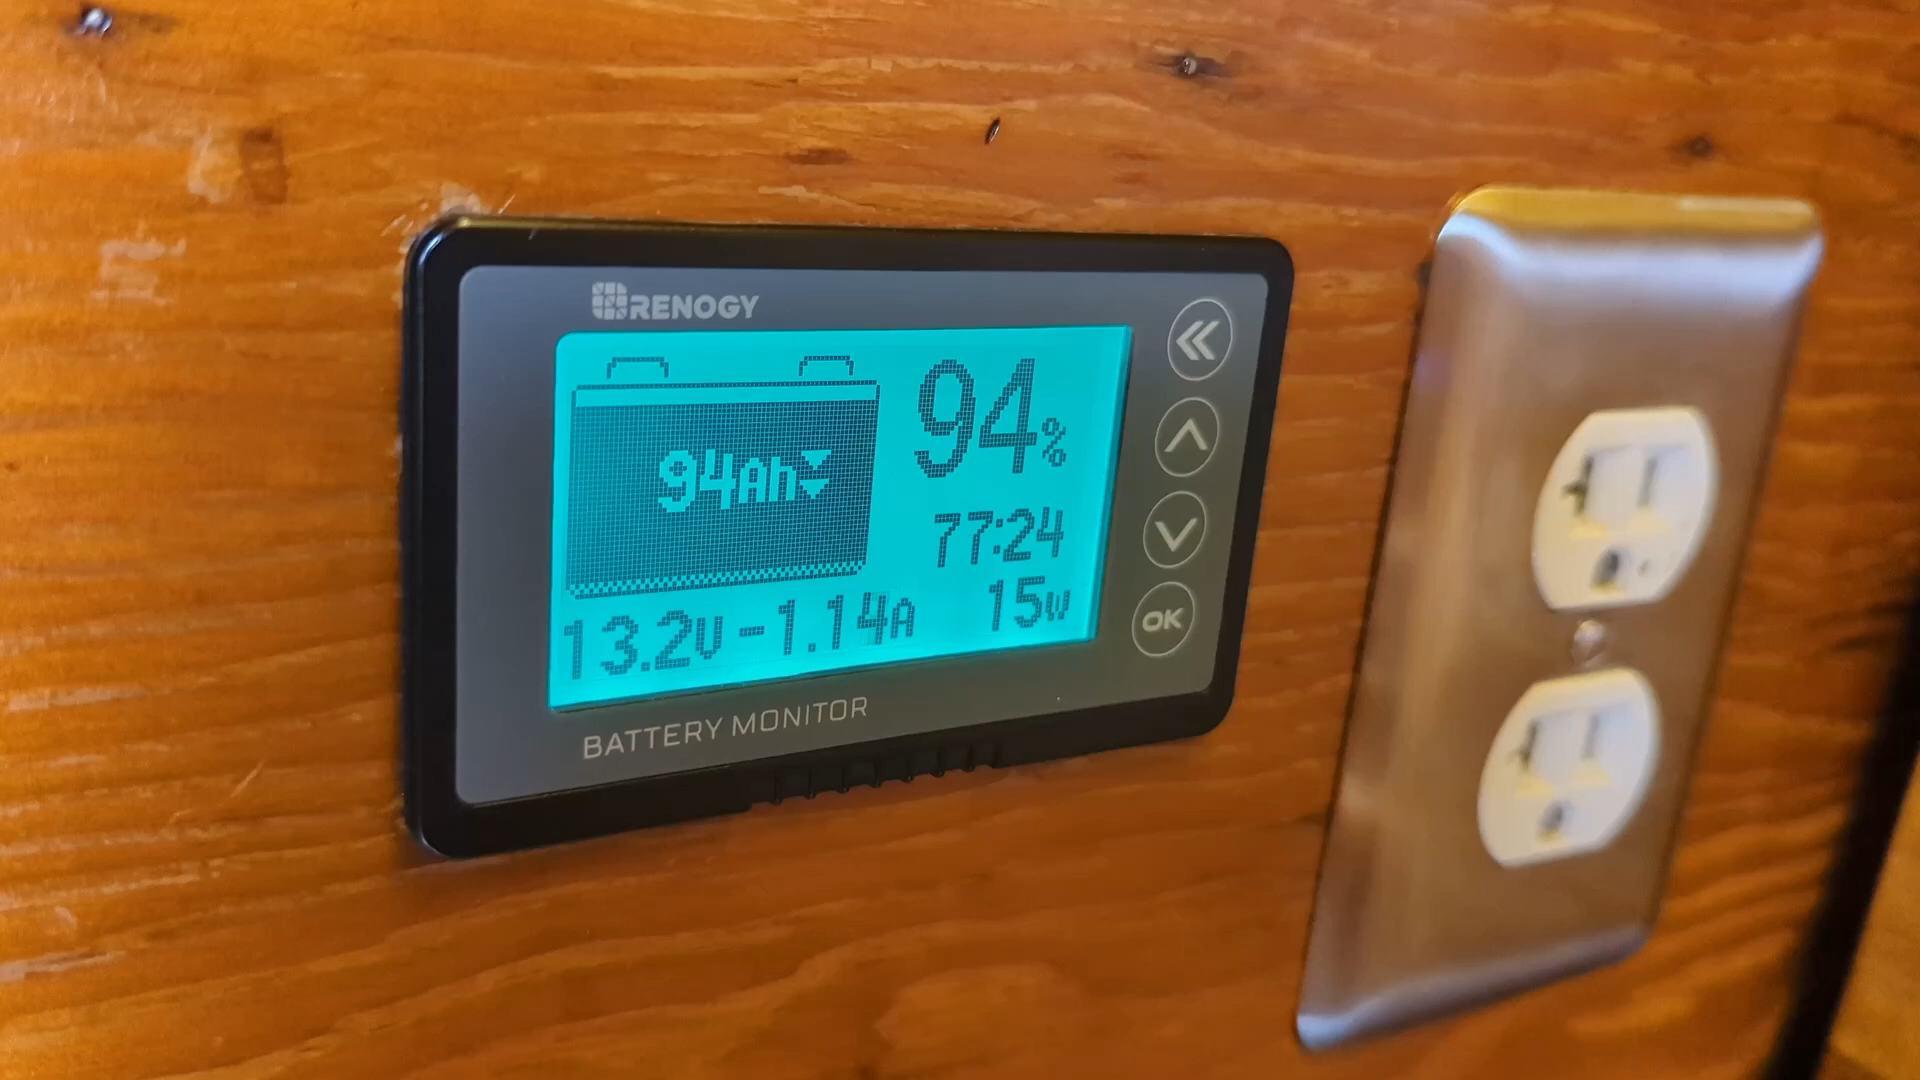 RENOGY
94Ah
94%
77:24
13.2V -1.14A 15W
OK
BATTERY MONITOR